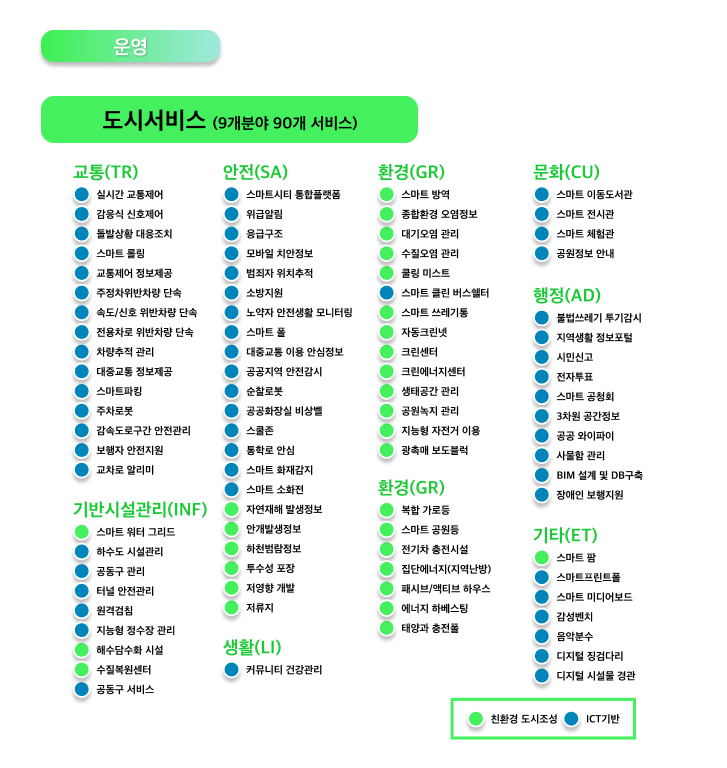 운영
도시서비스 (9개분야 90개 서비스)
교통(TR)
실시간 교통제어
감응식 신호제어
돌발상황 대응조치
스마트 롤링
교통제어 정보제공
주정차위반차량 단속
속도/신호 위반차량 단속
전용차로 위반차량 단속
차량추적 관리
대중교통 정보제공
스마트파킹
주차로봇
감속도로구간 안전관리
보행자 안전지원
교차로 알리미
기반시설관리(INF)
스마트 워터 그리드
하수도 시설관리
공동구 관리
터널 안전관리
원격검침
지능형 정수장 관리
해수담수화 시설
수질복원센터
공동구 서비스
안전(SA)
스마트시티 통합플랫폼
위급알림
응급구조
모바일 치안정보
범죄자 위치추적
소방지원
노약자 안전생활 모니터링
스마트 폴
대중교통 이용 안심정보
공공지역 안전감시
순찰로봇
공공화장실 비상벨
스쿨존
통학로 안심
스마트 화재감지
스마트 소화전
자연재해 발생정보
안개발생정보
하천범람정보
투수성 포장
저영향 개발
저류지
생활(LI)
커뮤니티 건강관리
환경(GR)
스마트 방역
종합환경 오염정보
대기오염 관리
수질오염 관리
쿨링 미스트
스마트 클린 버스쉘터
스마트 쓰레기통
자동크린넷
크린센터
크린에너지센터
생태공간 관리
공원녹지 관리
지능형 자전거 이용
광촉매 보도블럭
환경(GR)
복합 가로등
스마트 공원등
전기차 충전시설
집단에너지(지역난방)
패시브/액티브 하우스
에너지 하베스팅
태양과 충전폴
문화(CU)
스마트 이동도서관
스마트 전시관
스마트 체험관
공원정보 안내
행정(AD)
불법쓰레기 투기감시
지역생활 정보포털
시민신고
전자투표
스마트 공청회
3차원 공간정보
공공 와이파이
사물함 관리
BIM 설계 및 DB구축
장애인 보행지원
기타(ET)
스마트 팜
스마트프린트폴
스마트 미디어보드
감성벤치
음악분수
디지털 징검다리
디지털 시설물 경관
친환경 도시조성 ICT기반